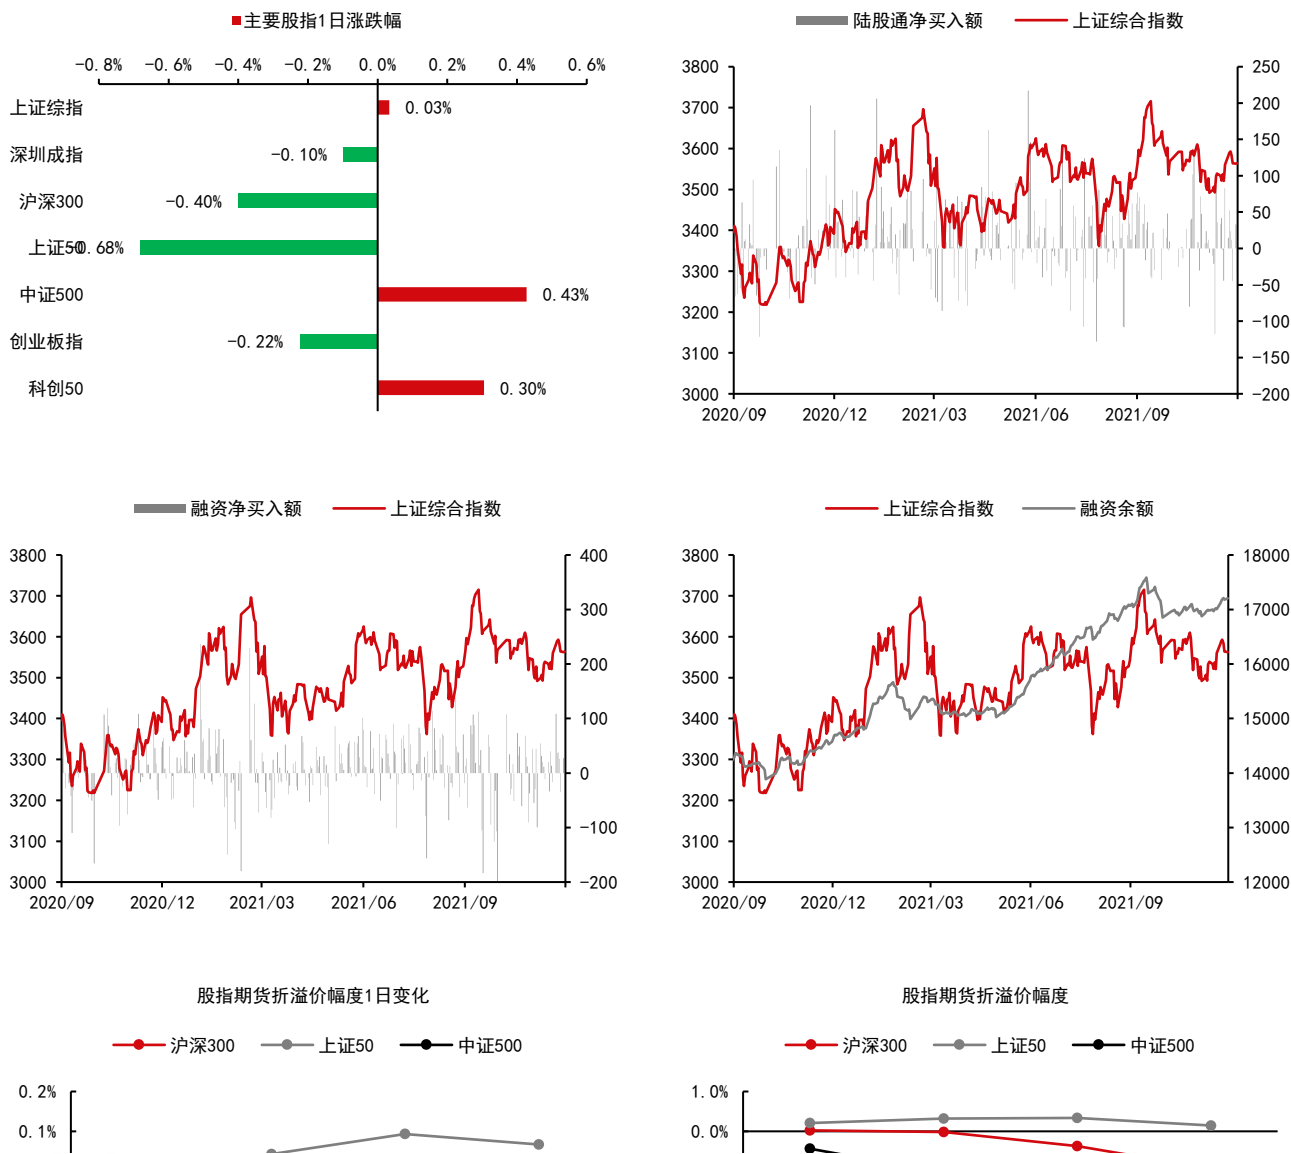 主要股指1日涨跌幅
-0.8% -0.6% -0.4% -0.2% 0.0% 0.2% 0.4% 0.6%
上证综指 0.03%
深圳成指 -0.10%
沪深300 -0.40%
上证50 -0.68%
中证500 0.43%
创业板指 -0.22%
科创50 0.30%
陆股通净买入额 上证综合指数
3800 250
3700 200
3600 150
3500 100
3400 50
3300 0
3200 -50
3100 -100
3000 -150
-200
2020/09 2020/12 2021/03 2021/06 2021/09
融资净买入额 上证综合指数
3800 400
3700 300
3600 200
3500 100
3400 0
3300 -100
3200 -200
3100
3000
2020/09 2020/12 2021/03 2021/06 2021/09
上证综合指数 融资余额
3800 18000
3700 17000
3600 16000
3500 15000
3400 14000
3300 13000
3200 12000
3100
3000
2020/09 2020/12 2021/03 2021/06 2021/09
股指期货折溢价幅度1日变化
沪深300 上证50 中证500
0.2%
0.1%
股指期货折溢价幅度
沪深300 上证50 中证500
1.0%
0.0%